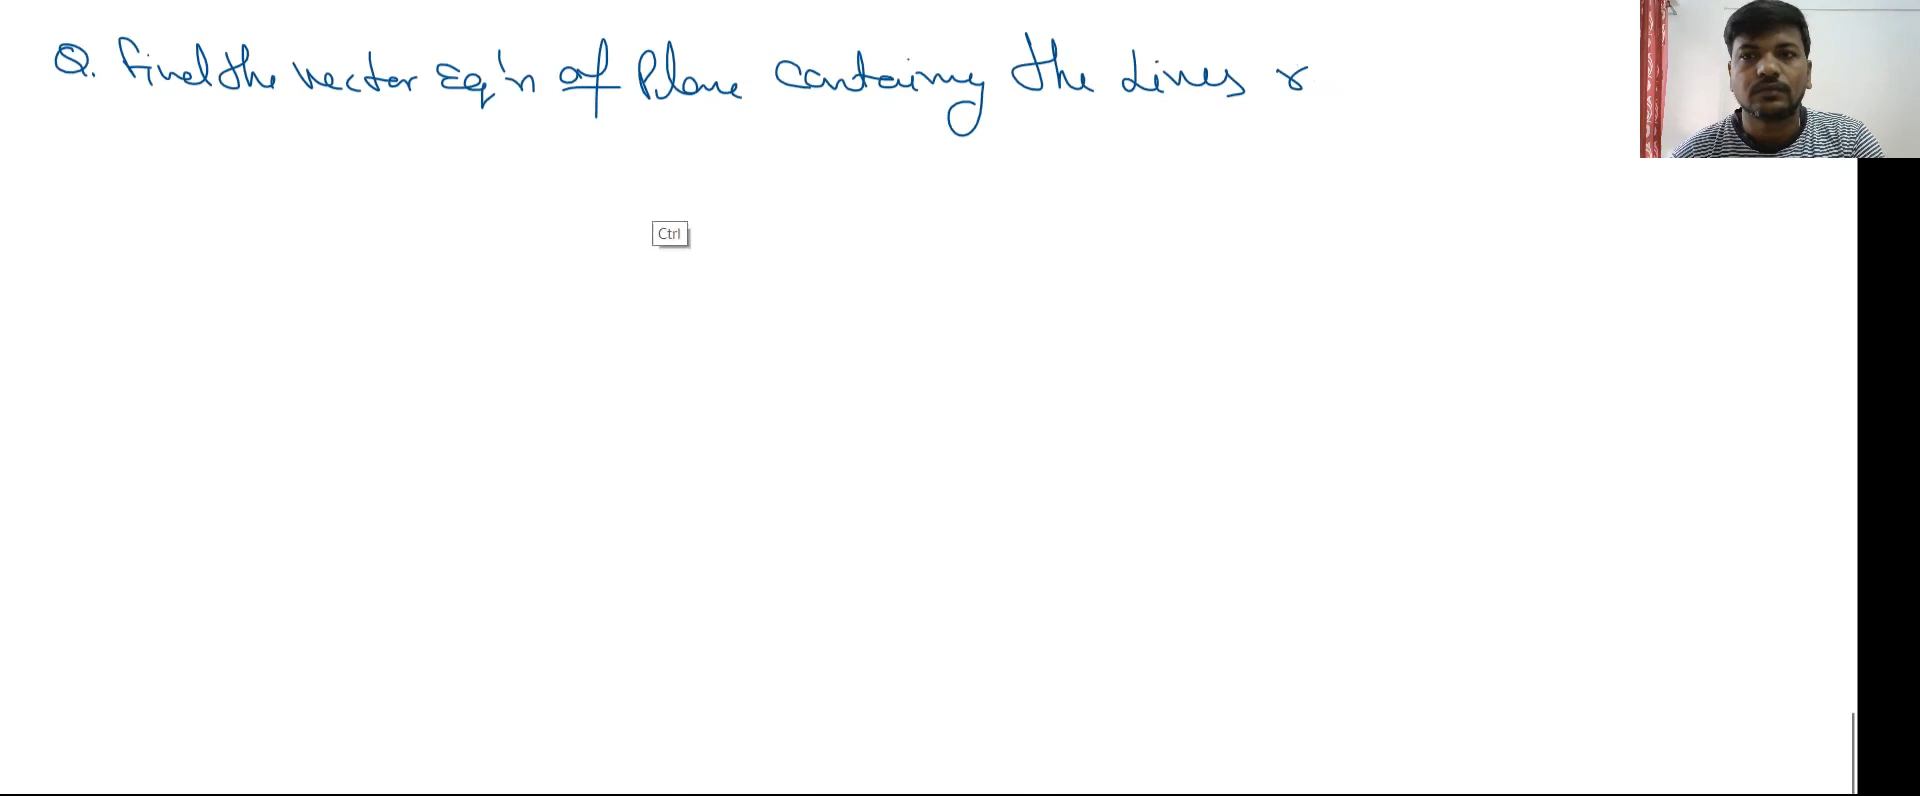 Q. Find the vector Eq'n of Plane containing the Lines r
Ctrl